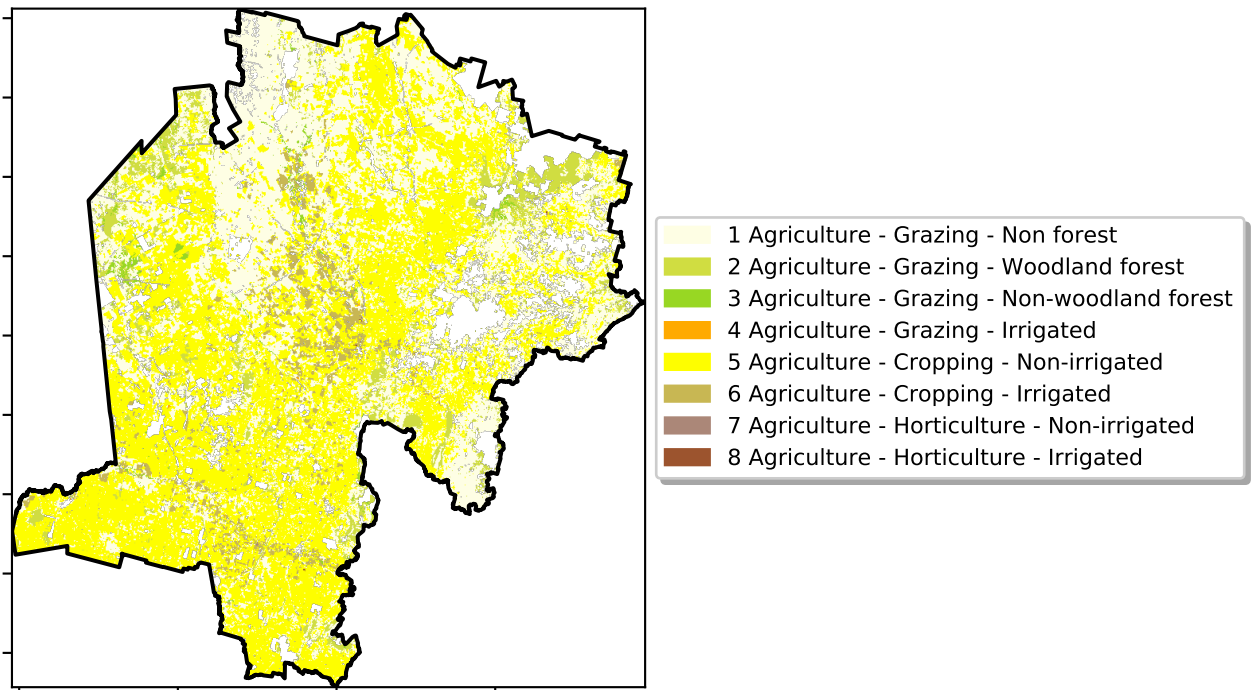 1 Agriculture - Grazing - Non forest
2 Agriculture - Grazing - Woodland forest
3 Agriculture - Grazing - Non-woodland forest
4 Agriculture - Grazing - Irrigated
5 Agriculture - Cropping - Non-irrigated
6 Agriculture - Cropping - Irrigated
7 Agriculture - Horticulture - Non-irrigated
8 Agriculture - Horticulture - Irrigated